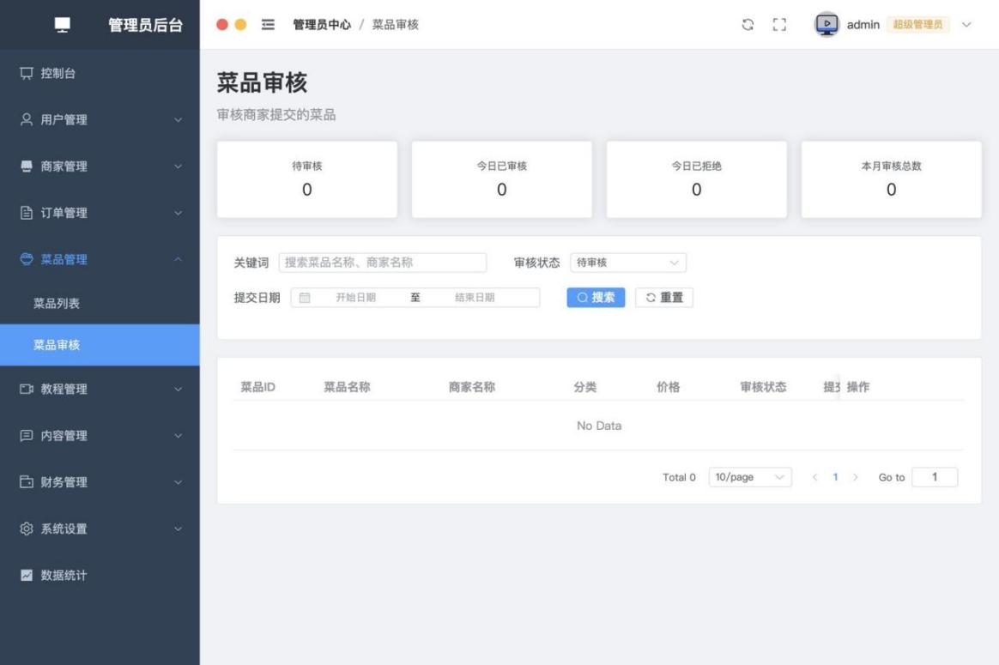 管理员后台
管理员中心 / 菜品审核
admin 超级管理员
控制台
用户管理
商家管理
订单管理
菜品管理
菜品列表
菜品审核
教程管理
内容管理
财务管理
系统设置
数据统计
菜品审核
审核商家提交的菜品
待审核
0
今日已审核
0
今日已拒绝
0
本月审核总数
0
关键词 搜索菜品名称、商家名称 审核状态 待审核
提交日期 开始日期 至 结束日期 搜索 重置
菜品ID 菜品名称 商家名称 分类 价格 审核状态 提 操作
No Data
Total 0 10/page 1 Go to 1